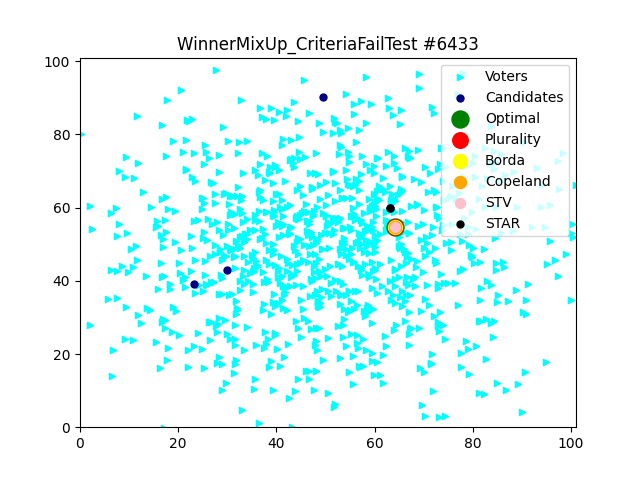 WinnerMixUp_CriteriaFailTest #6433
100
80
60
40
20
0
0 20 40 60 80 100
Voters
Candidates
Optimal
Plurality
Borda
Copeland
STV
STAR